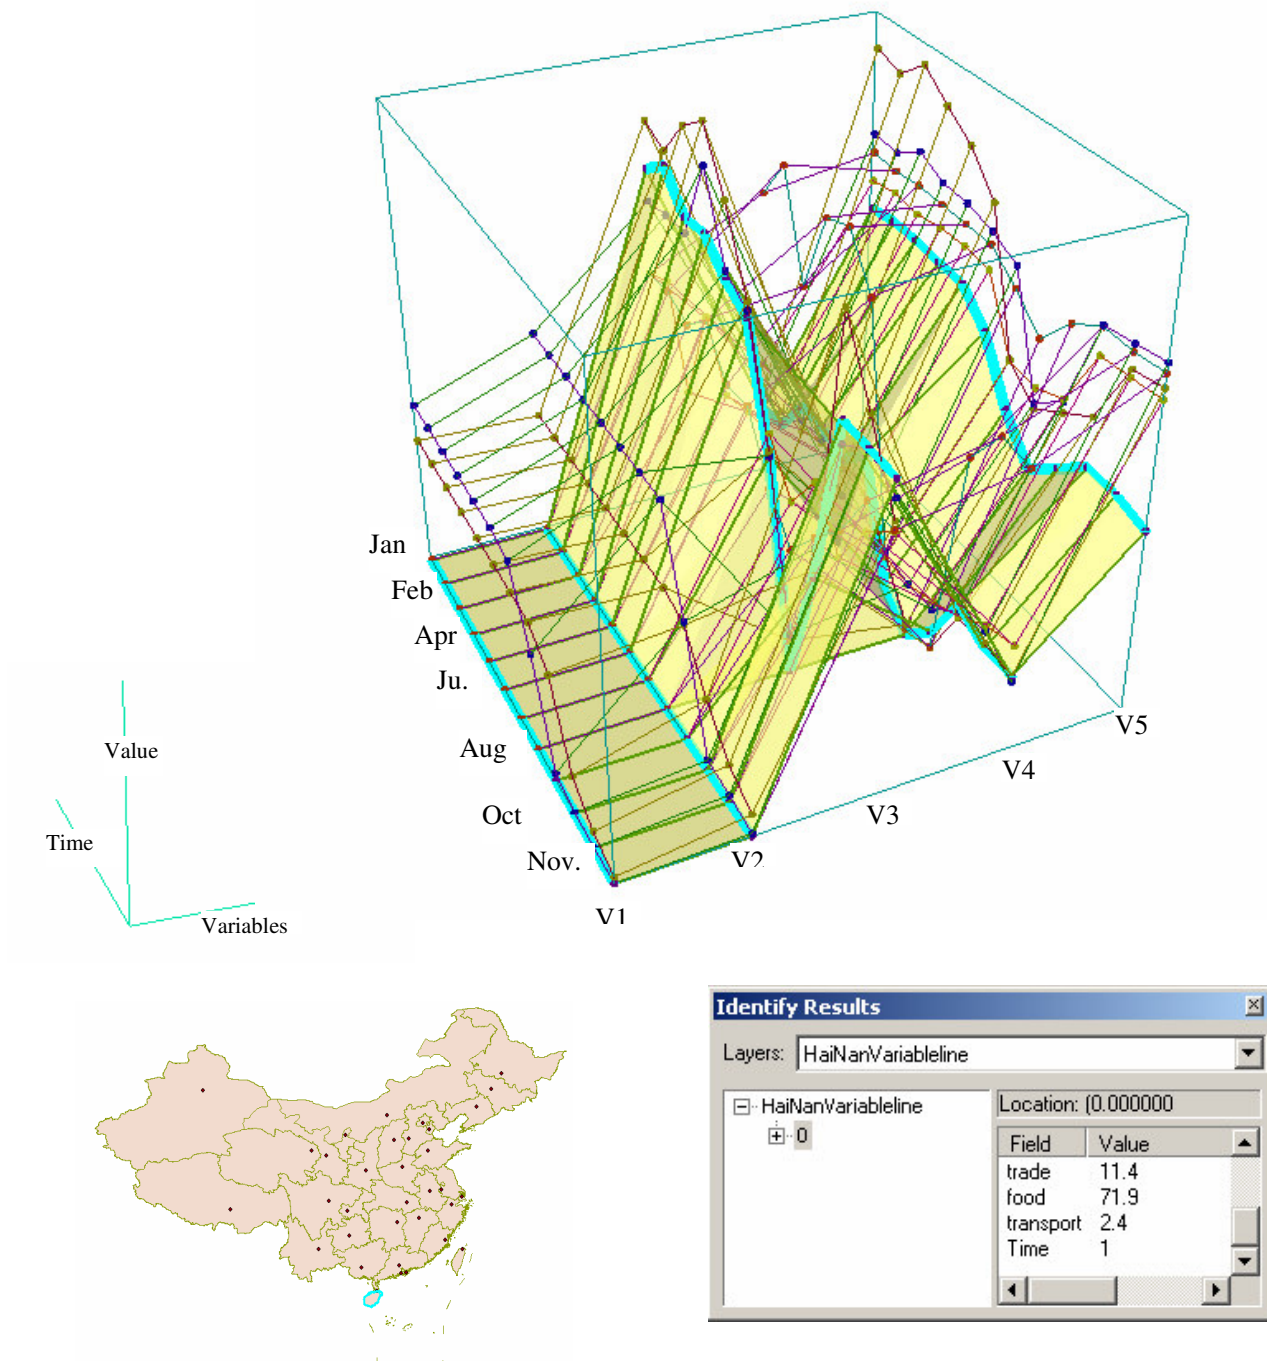 Jan
Feb
Apr
Ju.
Aug
Oct
Nov.
V1
V2
V3
V4
V5
Value
Time
Variables
Identify Results
Layers: HaiNanVariableline
HaiNanVariableline
0
Location: (0.000000
Field Value
trade 11.4
food 71.9
transport 2.4
Time 1